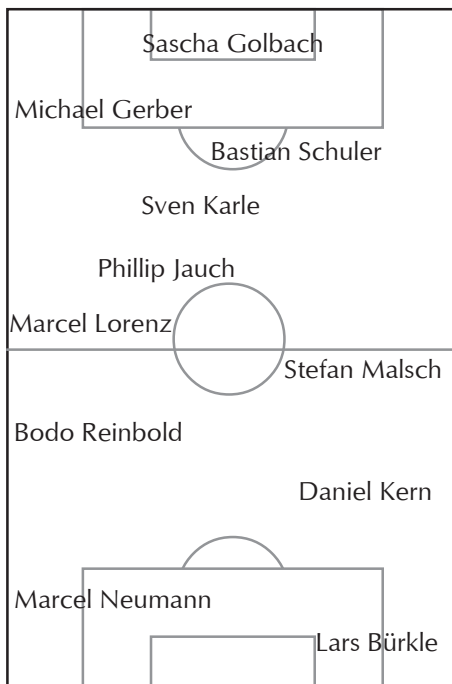 Sascha Golbach
Michael Gerber
Bastian Schuler
Sven Karle
Phillip Jauch
Marcel Lorenz
Stefan Malsch
Bodo Reinbold
Daniel Kern
Marcel Neumann
Lars Bürkle